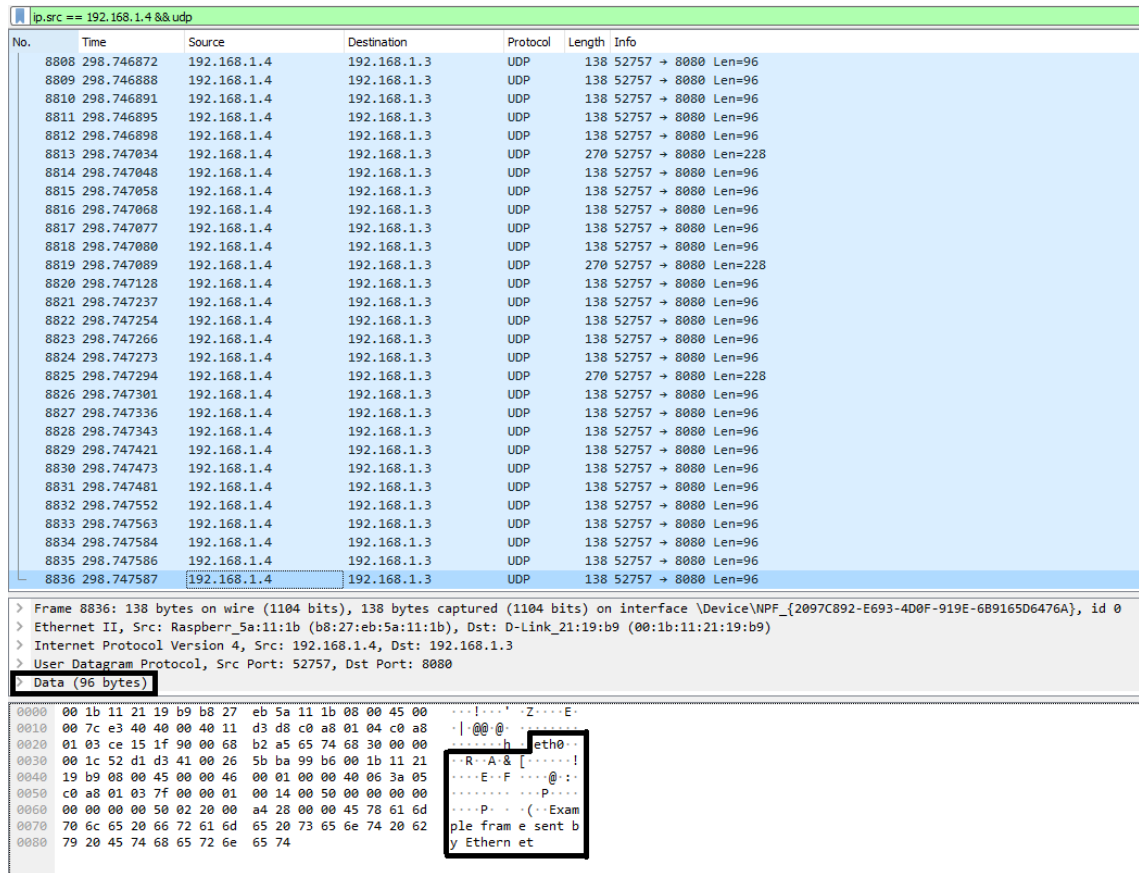 ip.src == 192.168.1.4 && udp
No. Time Source Destination Protocol Length Info
8808 298.746872 192.168.1.4 192.168.1.3 UDP 138 52757 → 8080 Len=96
8809 298.746888 192.168.1.4 192.168.1.3 UDP 138 52757 → 8080 Len=96
8810 298.746891 192.168.1.4 192.168.1.3 UDP 138 52757 → 8080 Len=96
8811 298.746895 192.168.1.4 192.168.1.3 UDP 138 52757 → 8080 Len=96
8812 298.746898 192.168.1.4 192.168.1.3 UDP 138 52757 → 8080 Len=96
8813 298.747034 192.168.1.4 192.168.1.3 UDP 270 52757 → 8080 Len=228
8814 298.747048 192.168.1.4 192.168.1.3 UDP 138 52757 → 8080 Len=96
8815 298.747058 192.168.1.4 192.168.1.3 UDP 138 52757 → 8080 Len=96
8816 298.747068 192.168.1.4 192.168.1.3 UDP 138 52757 → 8080 Len=96
8817 298.747077 192.168.1.4 192.168.1.3 UDP 138 52757 → 8080 Len=96
8818 298.747080 192.168.1.4 192.168.1.3 UDP 138 52757 → 8080 Len=96
8819 298.747089 192.168.1.4 192.168.1.3 UDP 270 52757 → 8080 Len=228
8820 298.747128 192.168.1.4 192.168.1.3 UDP 138 52757 → 8080 Len=96
8821 298.747237 192.168.1.4 192.168.1.3 UDP 138 52757 → 8080 Len=96
8822 298.747254 192.168.1.4 192.168.1.3 UDP 138 52757 → 8080 Len=96
8823 298.747266 192.168.1.4 192.168.1.3 UDP 138 52757 → 8080 Len=96
8824 298.747273 192.168.1.4 192.168.1.3 UDP 138 52757 → 8080 Len=96
8825 298.747294 192.168.1.4 192.168.1.3 UDP 270 52757 → 8080 Len=228
8826 298.747301 192.168.1.4 192.168.1.3 UDP 138 52757 → 8080 Len=96
8827 298.747336 192.168.1.4 192.168.1.3 UDP 138 52757 → 8080 Len=96
8828 298.747343 192.168.1.4 192.168.1.3 UDP 138 52757 → 8080 Len=96
8829 298.747421 192.168.1.4 192.168.1.3 UDP 138 52757 → 8080 Len=96
8830 298.747473 192.168.1.4 192.168.1.3 UDP 138 52757 → 8080 Len=96
8831 298.747481 192.168.1.4 192.168.1.3 UDP 138 52757 → 8080 Len=96
8832 298.747552 192.168.1.4 192.168.1.3 UDP 138 52757 → 8080 Len=96
8833 298.747563 192.168.1.4 192.168.1.3 UDP 138 52757 → 8080 Len=96
8834 298.747584 192.168.1.4 192.168.1.3 UDP 138 52757 → 8080 Len=96
8835 298.747586 192.168.1.4 192.168.1.3 UDP 138 52757 → 8080 Len=96
8836 298.747587 192.168.1.4 192.168.1.3 UDP 138 52757 → 8080 Len=96
> Frame 8836: 138 bytes on wire (1104 bits), 138 bytes captured (1104 bits) on interface \Device\NPF_{2097C892-E693-4D0F-919E-6B9165D6476A}, id 0
> Ethernet II, Src: Raspberr_5a:11:1b (b8:27:eb:5a:11:1b), Dst: D-Link_21:19:b9 (00:1b:11:21:19:b9)
> Internet Protocol Version 4, Src: 192.168.1.4, Dst: 192.168.1.3
> User Datagram Protocol, Src Port: 52757, Dst Port: 8080
> Data (96 bytes)
0000 00 1b 11 21 19 b9 b8 27 eb 5a 11 1b 08 00 45 00 ···!···' ·Z····E·
0010 00 7c e3 40 40 00 40 11 d3 d8 c0 a8 01 04 c0 a8 ·|·@@·@· ········
0020 01 03 ce 15 1f 90 00 68 b2 a5 65 74 68 30 00 00 ·······h ··eth0··
0030 00 1c 52 d1 d3 41 00 26 5b ba 99 b6 00 1b 11 21 ··R··A·& [······!
0040 19 b9 08 00 45 00 00 46 00 01 00 00 40 06 3a 05 ····E··F ····@·:·
0050 c0 a8 01 03 7f 00 00 01 00 14 00 50 00 00 00 00 ········ ···P····
0060 00 00 00 00 50 02 20 00 a4 28 00 00 45 78 61 6d ····P· · ·(··Exam
0070 70 6c 65 20 66 72 61 6d 65 20 73 65 6e 74 20 62 ple fram e sent b
0080 79 20 45 74 68 65 72 6e 65 74 y Ethern et